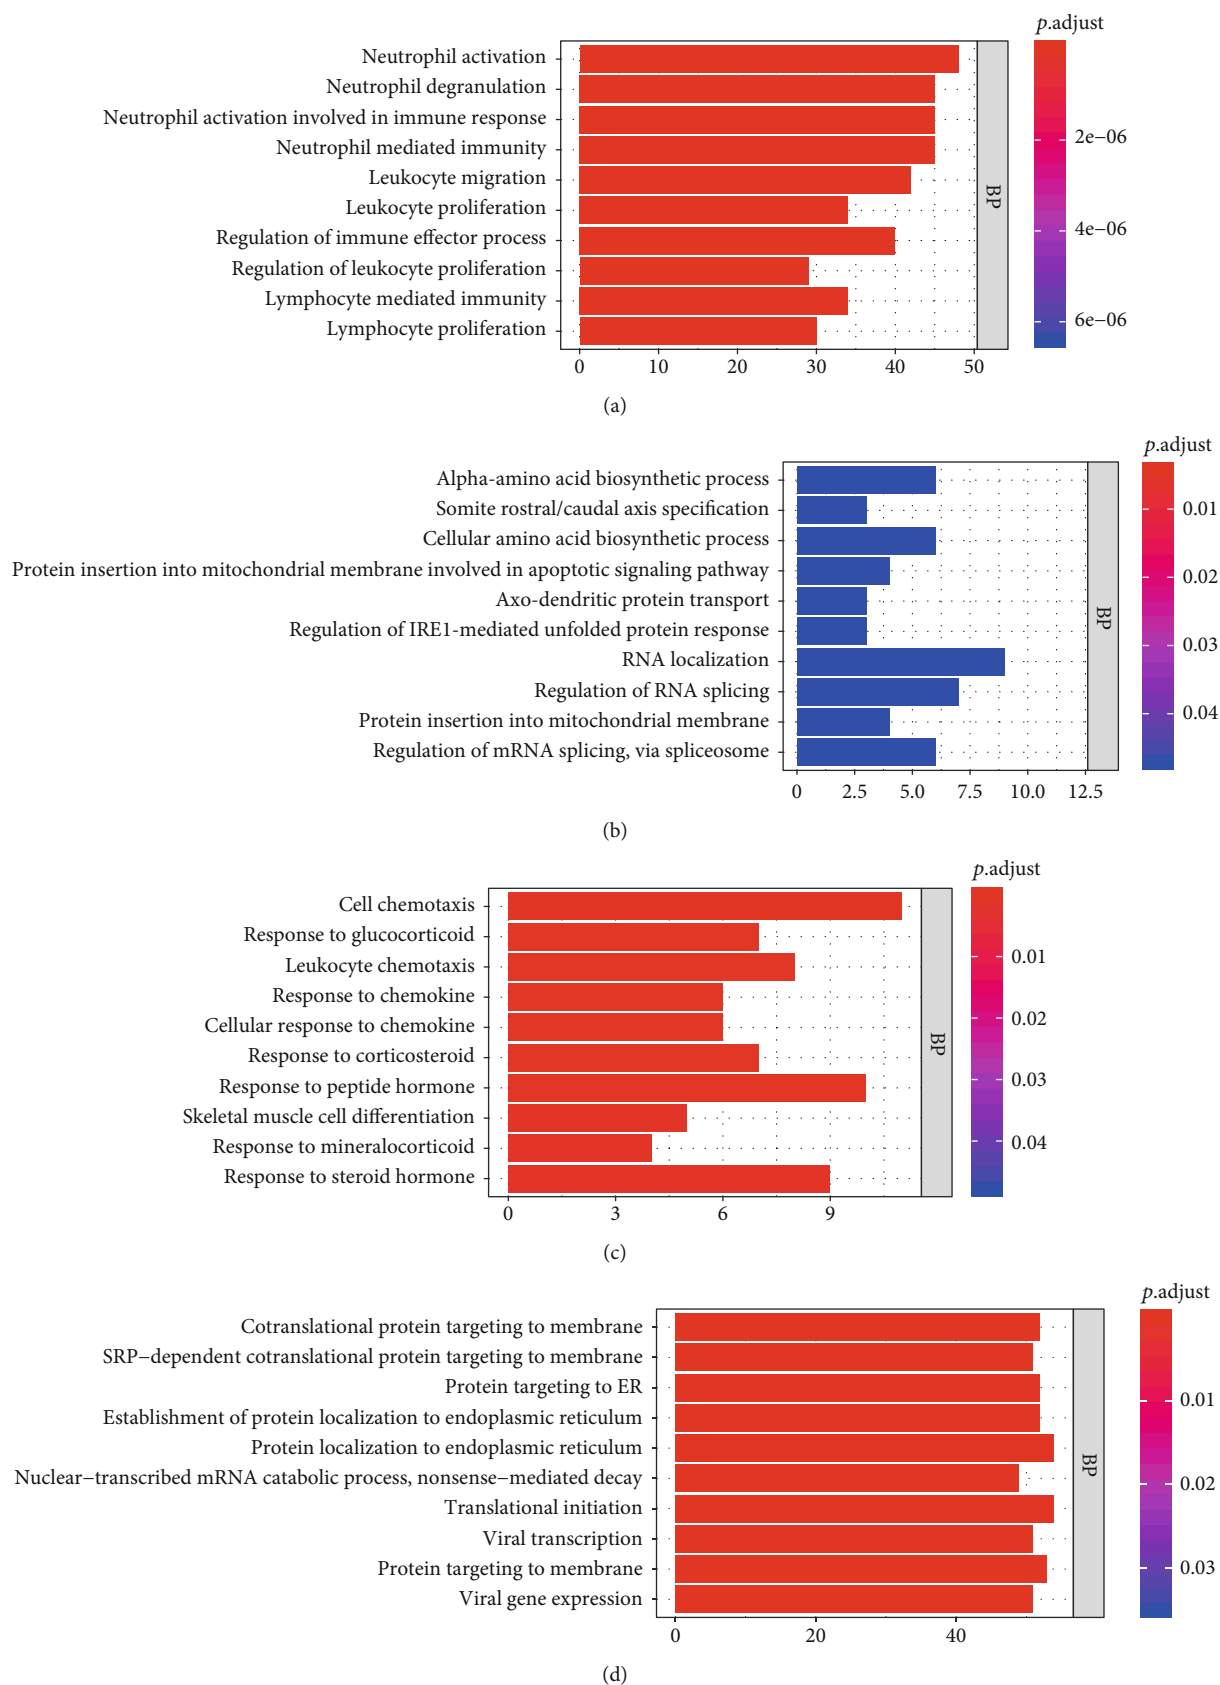 p.adjust
Neutrophil activation
Neutrophil degranulation
Neutrophil activation involved in immune response
Neutrophil mediated immunity
Leukocyte migration
Leukocyte proliferation
Regulation of immune effector process
Regulation of leukocyte proliferation
Lymphocyte mediated immunity
Lymphocyte proliferation
BP
2e−06
4e−06
6e−06
0 10 20 30 40 50
(a)
p.adjust
Alpha-amino acid biosynthetic process
Somite rostral/caudal axis specification
Cellular amino acid biosynthetic process
Protein insertion into mitochondrial membrane involved in apoptotic signaling pathway
Axo-dendritic protein transport
Regulation of IRE1-mediated unfolded protein response
RNA localization
Regulation of RNA splicing
Protein insertion into mitochondrial membrane
Regulation of mRNA splicing, via spliceosome
BP
0.01
0.02
0.03
0.04
0 2.5 5.0 7.5 10.0 12.5
(b)
p.adjust
Cell chemotaxis
Response to glucocorticoid
Leukocyte chemotaxis
Response to chemokine
Cellular response to chemokine
Response to corticosteroid
Response to peptide hormone
Skeletal muscle cell differentiation
Response to mineralocorticoid
Response to steroid hormone
BP
0.01
0.02
0.03
0.04
0 3 6 9
(c)
p.adjust
Cotranslational protein targeting to membrane
SRP−dependent cotranslational protein targeting to membrane
Protein targeting to ER
Establishment of protein localization to endoplasmic reticulum
Protein localization to endoplasmic reticulum
Nuclear−transcribed mRNA catabolic process, nonsense−mediated decay
Translational initiation
Viral transcription
Protein targeting to membrane
Viral gene expression
BP
0.01
0.02
0.03
0 20 40
(d)